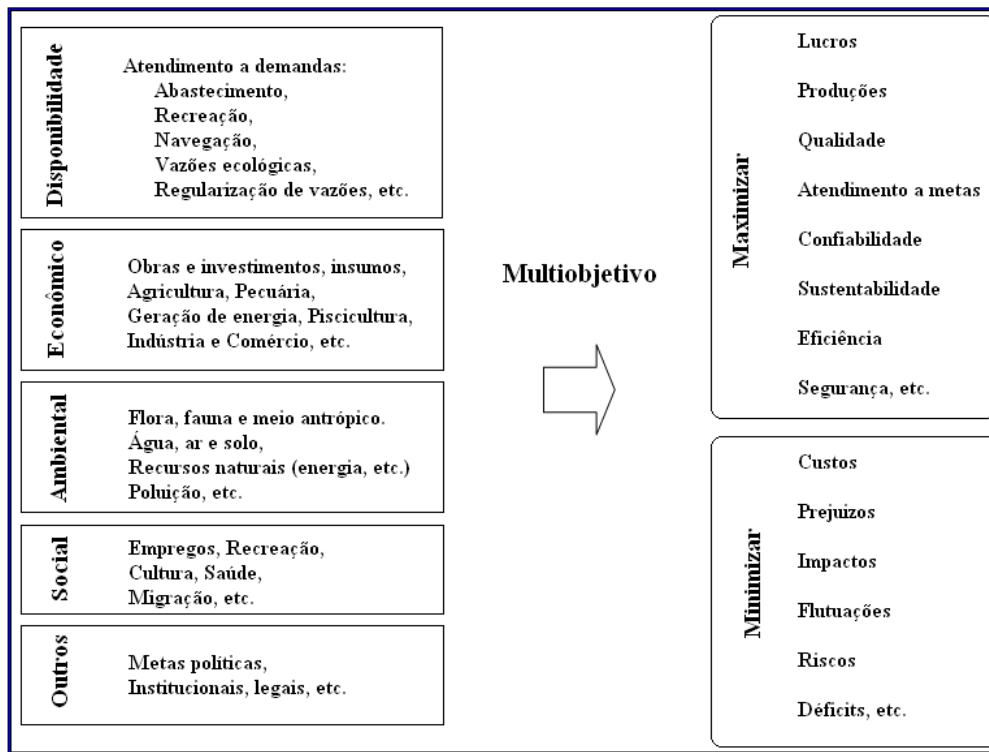 Disponibilidade
Atendimento a demandas:
Abastecimento,
Recreação,
Navegação,
Vazões ecológicas,
Regularização de vazões, etc.
Econômico
Obras e investimentos, insumos,
Agricultura, Pecuária,
Geração de energia, Piscicultura,
Indústria e Comércio, etc.
Ambiental
Flora, fauna e meio antrópico.
Água, ar e solo,
Recursos naturais (energia, etc.)
Poluição, etc.
Social
Empregos, Recreação,
Cultura, Saúde,
Migração, etc.
Outros
Metas políticas,
Institucionais, legais, etc.
Multiobjetivo
Maximizar
Lucros
Produções
Qualidade
Atendimento a metas
Confiabilidade
Sustentabilidade
Eficiência
Segurança, etc.
Minimizar
Custos
Prejuizos
Impactos
Flutuações
Riscos
Déficits, etc.